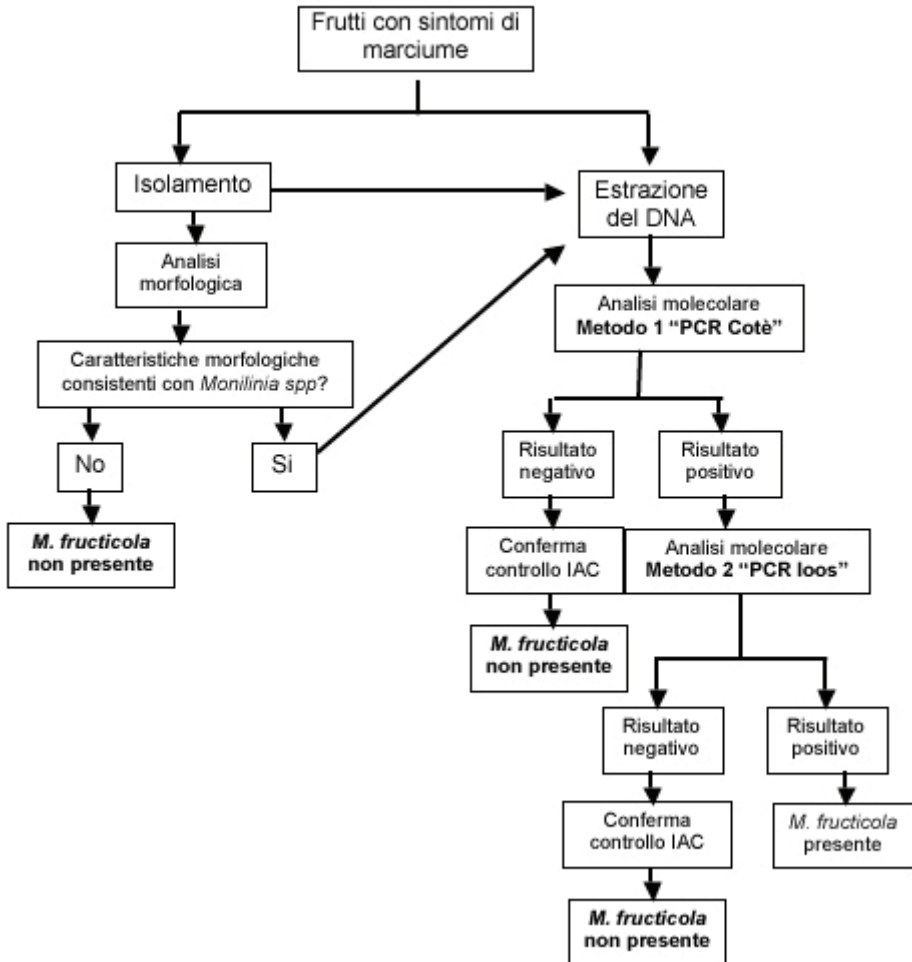 Frutti con sintomi di
marciume
Isolamento
Estrazione
del DNA
Analisi
morfologica
Analisi molecolare
Metodo 1 “PCR Cotè”
Caratteristiche morfologiche
consistenti con Monilinia spp?
No
Si
Risultato
negativo
Risultato
positivo
M. fructicola
non presente
Conferma
controllo IAC
Analisi molecolare
Metodo 2 “PCR Ioos”
M. fructicola
non presente
Risultato
negativo
Risultato
positivo
Conferma
controllo IAC
M. fructicola
presente
M. fructicola
non presente